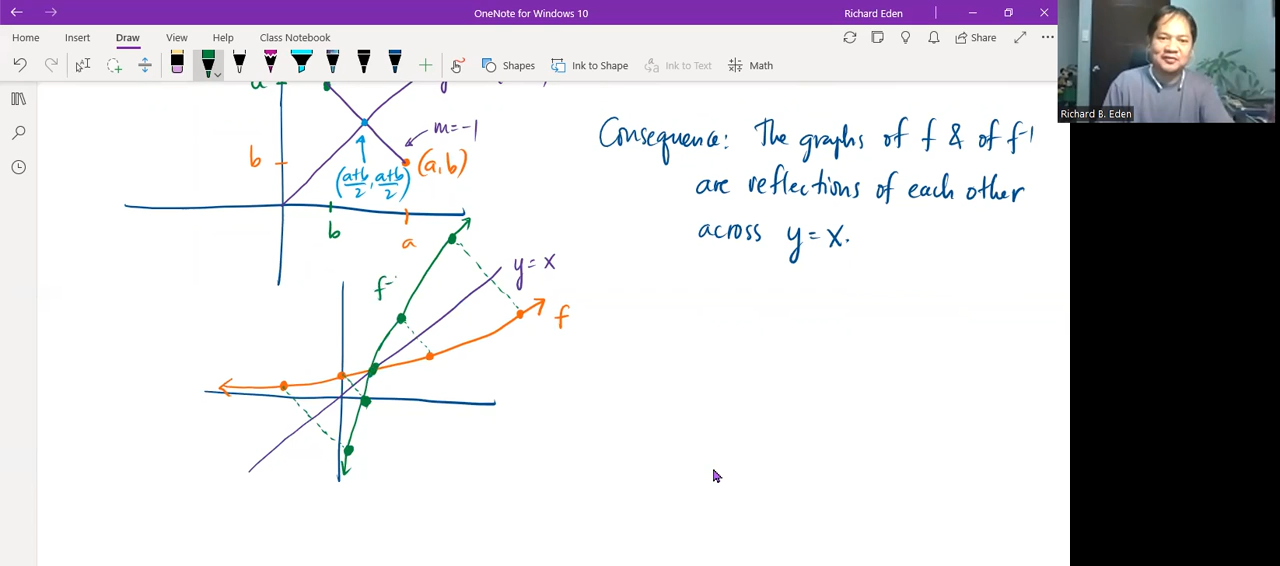 OneNote for Windows 10
Richard Eden
Home Insert Draw View Help Class Notebook
Share
Shapes
Ink to Shape
Ink to Text
Math
Richard B. Eden
m=-1
b
(a,b)
(a+b/2, a+b/2)
b
a
Consequence: The graphs of f & of f-1
are reflections of each other
across y=x.
f-
y=x
f